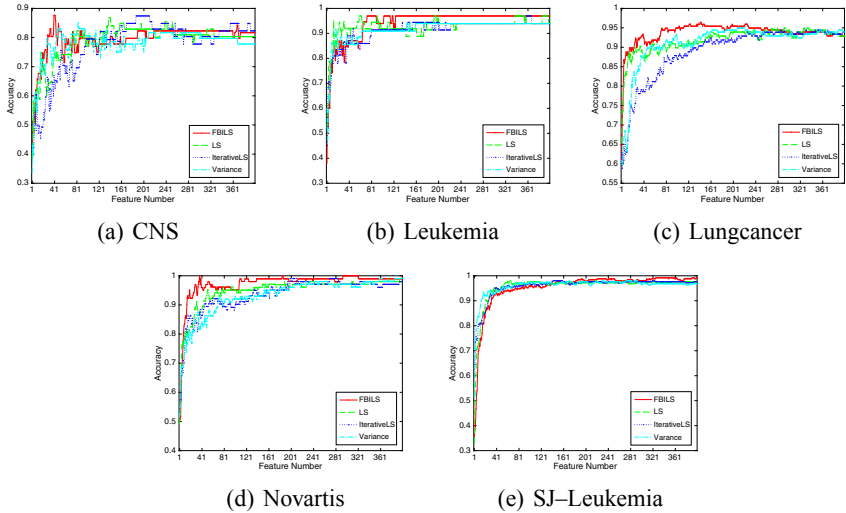 0.9
0.8
0.7
0.6
0.5
0.4
0.3
Accuracy
1 41 81 121 161 201 241 281 321 361
Feature Number
FBILS
LS
IterativeLS
Variance
(a) CNS
1
0.9
0.8
0.7
0.6
0.5
0.4
0.3
Accuracy
1 41 81 121 161 201 241 281 321 361
Feature Number
FBILS
LS
IterativeLS
Variance
(b) Leukemia
1
0.95
0.9
0.85
0.8
0.75
0.7
0.65
0.6
0.55
Accuracy
1 41 81 121 161 201 241 281 321 361
Feature Number
FBILS
LS
IterativeLS
Variance
(c) Lungcancer
1
0.9
0.8
0.7
0.6
0.5
0.4
Accuracy
1 41 81 121 161 201 241 281 321 361
Feature Number
FBILS
LS
IterativeLS
Variance
(d) Novartis
1
0.9
0.8
0.7
0.6
0.5
0.4
0.3
Accuracy
1 41 81 121 161 201 241 281 321 361
Feature Number
FBILS
LS
IterativeLS
Variance
(e) SJ–Leukemia